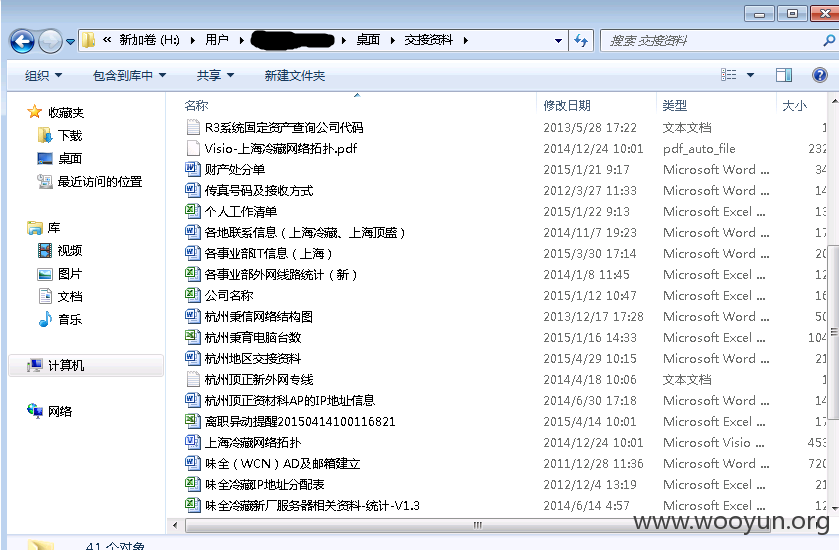 « 新加卷 (H:) ▸ 用户 ▸ ▸ 桌面 ▸ 交接资料 ▸ 搜索 交接资料
组织 包含到库中 共享 新建文件夹
名称 修改日期 类型 大小
收藏夹
下载
桌面
最近访问的位置
库
视频
图片
文档
音乐
计算机
网络
R3系统固定资产查询公司代码 2013/5/28 17:22 文本文档 1
Visio-上海冷藏网络拓扑.pdf 2014/12/24 10:01 pdf_auto_file 232
财产处分单 2015/1/21 9:17 Microsoft Word ... 34
传真号码及接收方式 2012/3/27 11:33 Microsoft Word ... 14
个人工作清单 2015/1/22 9:13 Microsoft Excel ... 13
各地联系信息（上海冷藏、上海顶盟） 2014/11/7 19:23 Microsoft Word ... 17
各事业部IT信息（上海） 2015/3/30 17:14 Microsoft Word ... 20
各事业部外网线路统计（新） 2014/1/8 11:45 Microsoft Excel ... 12
公司名称 2015/1/12 10:47 Microsoft Excel ... 16
杭州秉信网络结构图 2013/12/17 17:28 Microsoft Word ... 50
杭州秉育电脑台数 2015/1/16 14:33 Microsoft Excel ... 104
杭州地区交接资料 2015/4/29 10:15 Microsoft Word ... 21
杭州顶正新外网专线 2014/4/18 10:06 文本文档 1
杭州顶正资材料AP的IP地址信息 2014/6/30 17:18 Microsoft Word ... 14
离职异动提醒20150414100116821 2015/4/14 10:01 Microsoft Excel ... 17
上海冷藏网络拓扑 2014/12/24 10:01 Microsoft Visio ... 453
味全（WCN）AD及邮箱建立 2011/12/28 11:36 Microsoft Word ... 720
味全冷藏IP地址分配表 2012/12/4 13:19 Microsoft Excel ... 21
味全冷藏新厂服务器相关资料-统计-V1.3 2014/6/14 4:57 Microsoft Excel ... 12
www.wooyun.org
41 个对象